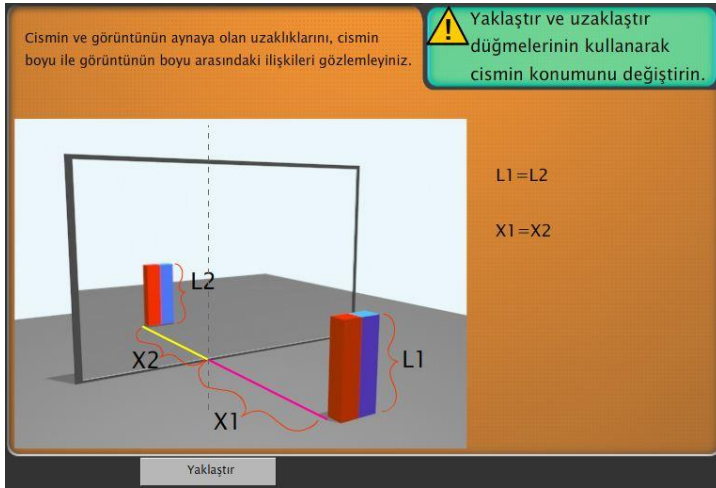 Cismin ve görüntünün aynaya olan uzaklıklarını, cismin
boyu ile görüntünün boyu arasındaki ilişkileri gözlemleyiniz.
Yaklaştır ve uzaklaştır
düğmelerinin kullanarak
cismin konumunu değiştirin.
L1=L2
X1=X2
L2
X2
L1
X1
Yaklaştır